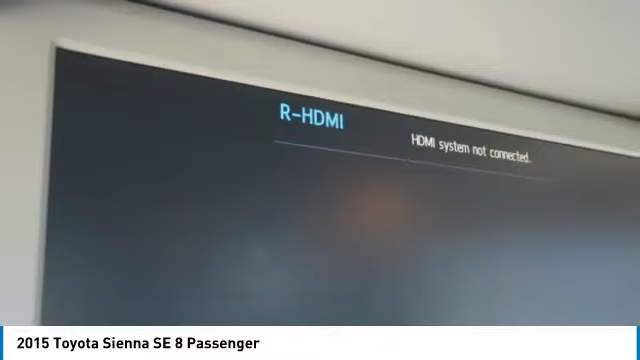 R-HDMI
HDMI system not connected.
2015 Toyota Sienna SE 8 Passenger